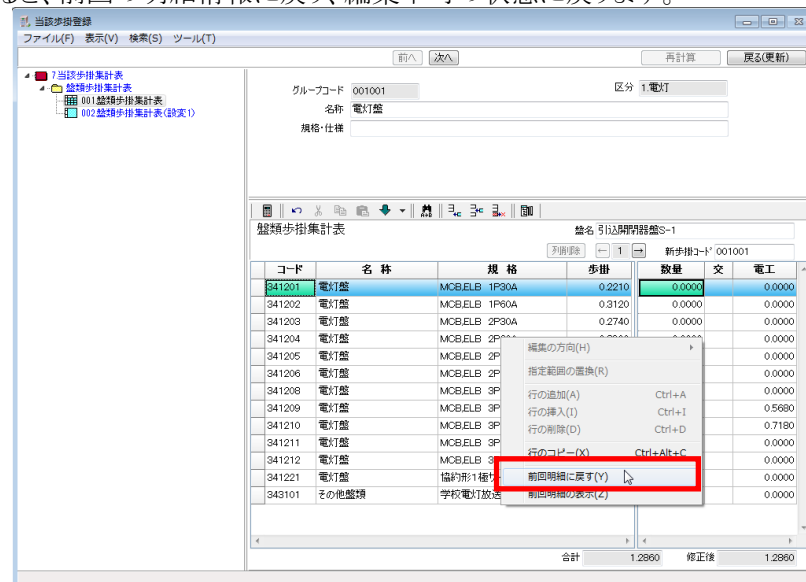 と、前回の明細情報に戻り、編集不可の状態に戻ります。
当該歩掛登録
ファイル(F) 表示(V) 検索(S) ツール(T)
前へ 次へ 再計算 戻る(更新)
7当該歩掛集計表
盤類歩掛集計表
001盤類歩掛集計表
002盤類歩掛集計表(設変1)
グループコード 001001 区分 1.電灯
名称 電灯盤
規格・仕様
盤類歩掛集計表 盤名 引込開閉器盤S-1
列削除 ← 1 → 新歩掛コード 001001
コード 名 称 規 格 歩掛 数量 交 電工
341201 電灯盤 MCB,ELB 1P30A 0.2210 0.0000 0.0000
341202 電灯盤 MCB,ELB 1P60A 0.3120 0.0000 0.0000
341203 電灯盤 MCB,ELB 2P30A 0.2740 0.0000 0.0000
341204 電灯盤 MCB,ELB 2P 0.0000
341205 電灯盤 MCB,ELB 2P 0.0000
341206 電灯盤 MCB,ELB 2P 0.0000
341208 電灯盤 MCB,ELB 3P 0.0000
341209 電灯盤 MCB,ELB 3P 0.5680
341210 電灯盤 MCB,ELB 3P 0.7180
341211 電灯盤 MCB,ELB 3P 0.0000
341212 電灯盤 MCB,ELB 3 0.0000
341221 電灯盤 協約形1極サ 0.0000
343101 その他盤類 学校電灯放送 0.0000
編集の方向(H)
指定範囲の置換(R)
行の追加(A) Ctrl+A
行の挿入(I) Ctrl+I
行の削除(D) Ctrl+D
行のコピー(X) Ctrl+Alt+C
前回明細に戻す(Y)
前回明細の表示(Z)
合計 1.2860 修正後 1.2860